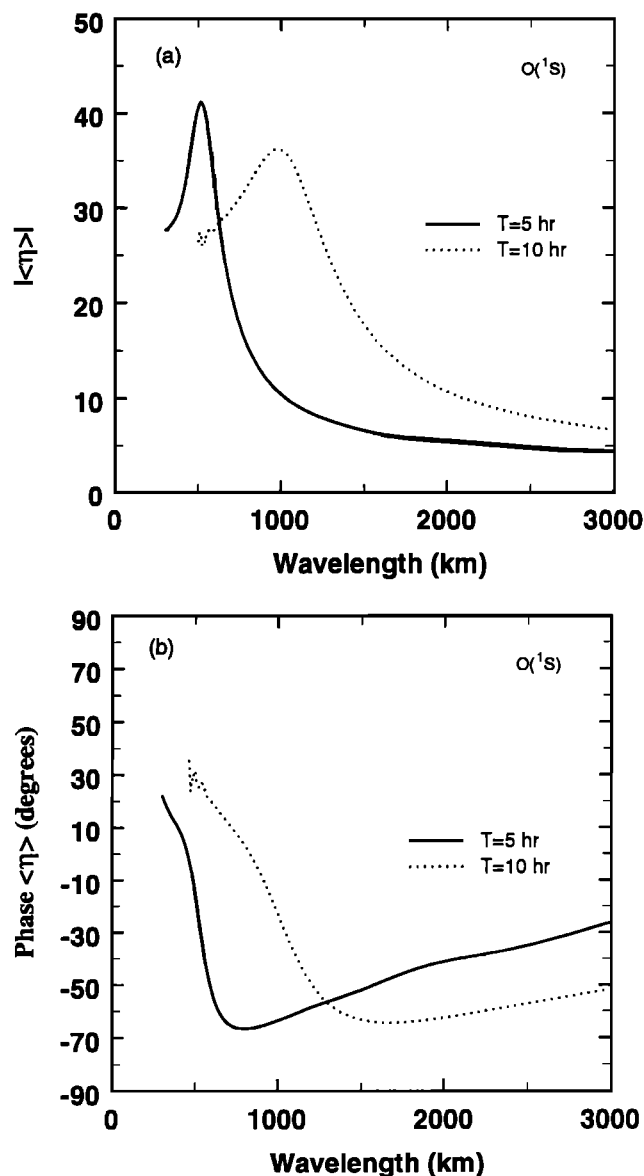 50
(a)
O(¹S)
40
30
T=5 hr
T=10 hr
|<η>|
20
10
0
0
1000
2000
3000
Wavelength (km)
90
(b)
O(¹S)
70
50
30
10
T=5 hr
T=10 hr
Phase <η> (degrees)
-10
-30
-50
-70
-90
0
1000
2000
3000
Wavelength (km)